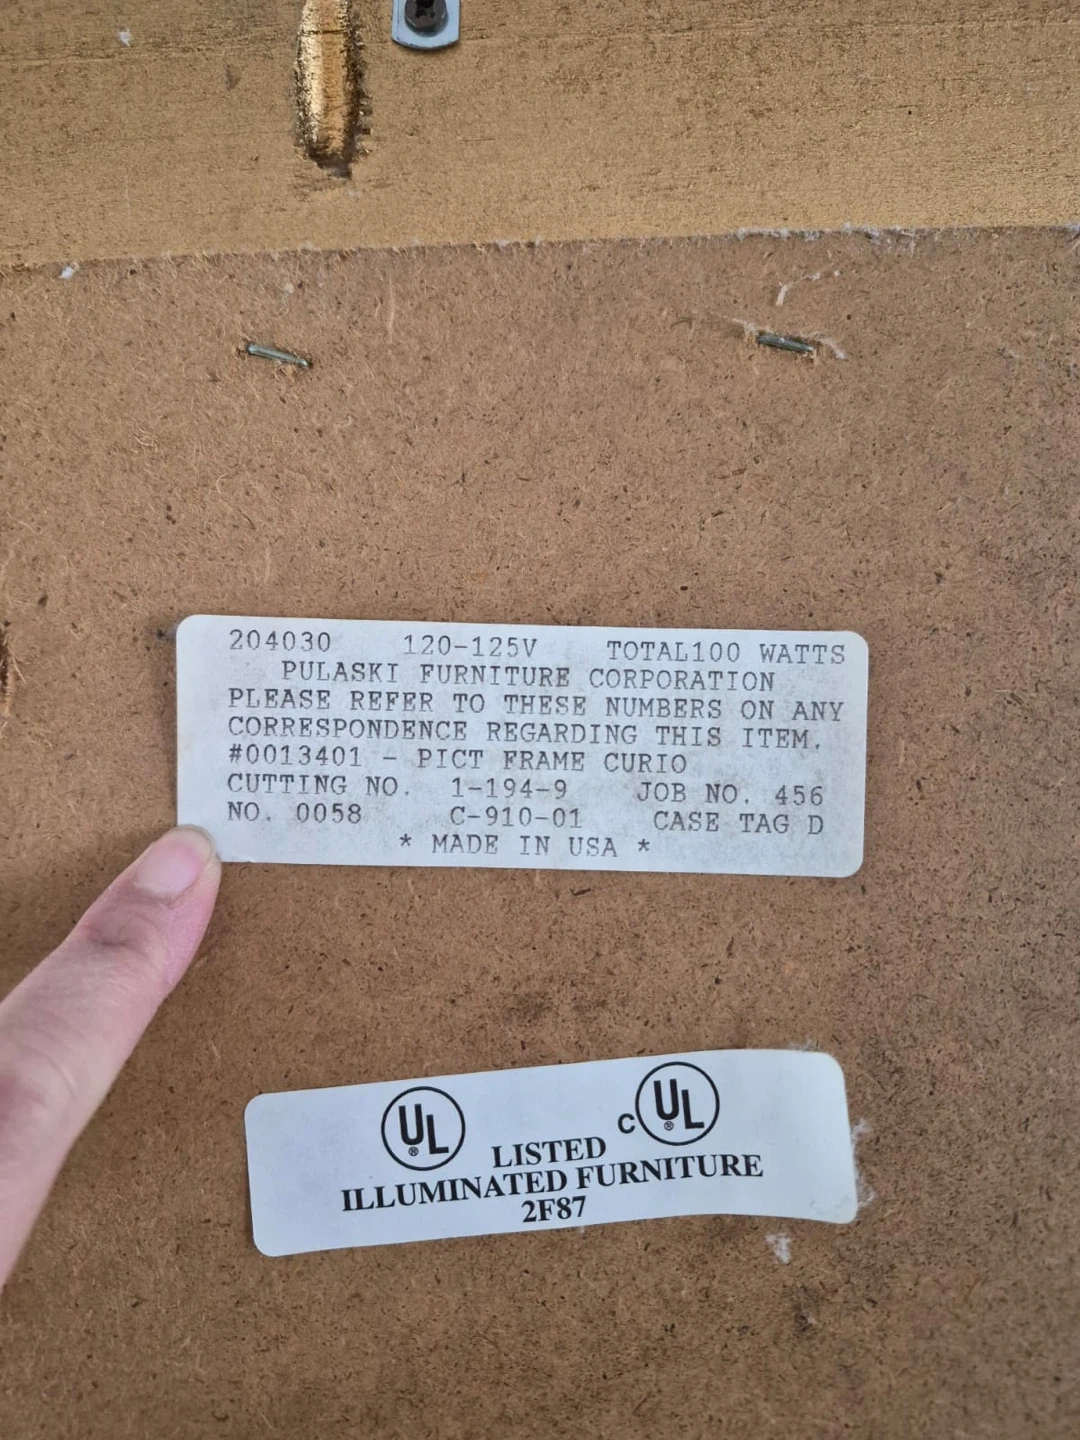 204030 120-125V TOTAL100 WATTS
PULASKI FURNITURE CORPORATION
PLEASE REFER TO THESE NUMBERS ON ANY
CORRESPONDENCE REGARDING THIS ITEM.
#0013401 - PICT FRAME CURIO
CUTTING NO. 1-194-9 JOB NO. 456
NO. 0058 C-910-01 CASE TAG D
* MADE IN USA *
UL ® C UL ®
LISTED
ILLUMINATED FURNITURE
2F87